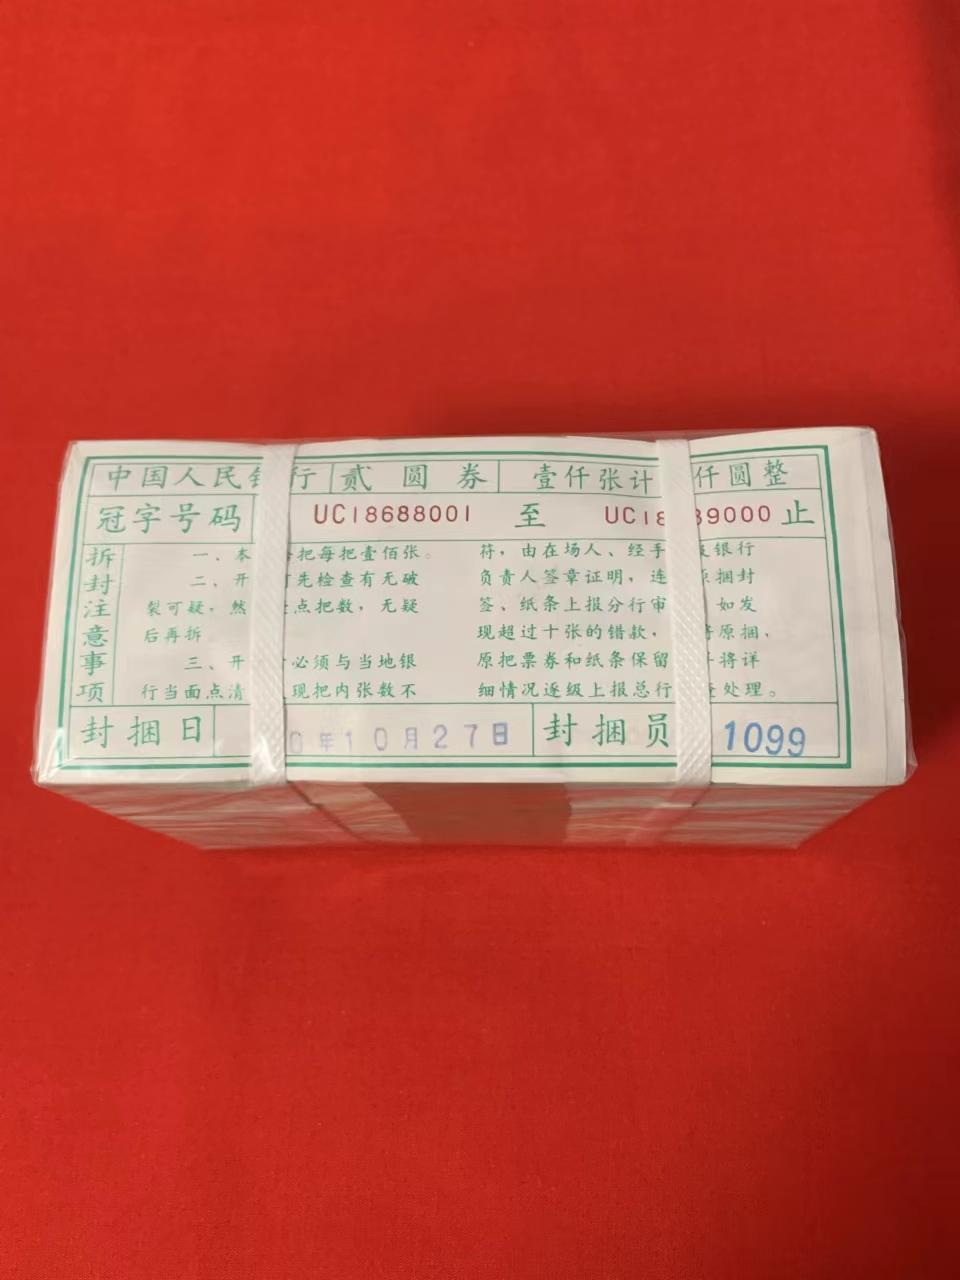 中国人民 行 贰圆券 壹仟张计 仟圆整
冠字号码 UC18688001 至 UC18 89000 止
拆封注意事项
一、本 把每把壹佰张。
二、开 先检查有无破
裂可疑，然 点把数，无疑
后再拆
三、开 必须与当地银
行当面点清 现把内张数不
符，由在场人、经手 银行
负责人签章证明，连 原捆封
签、纸条上报分行审 如发
现超过十张的错款， 将原捆、
原把票券和纸条保留 将详
细情况逐级上报总行 处理。
封捆日 0年10月27日 封捆员 1099